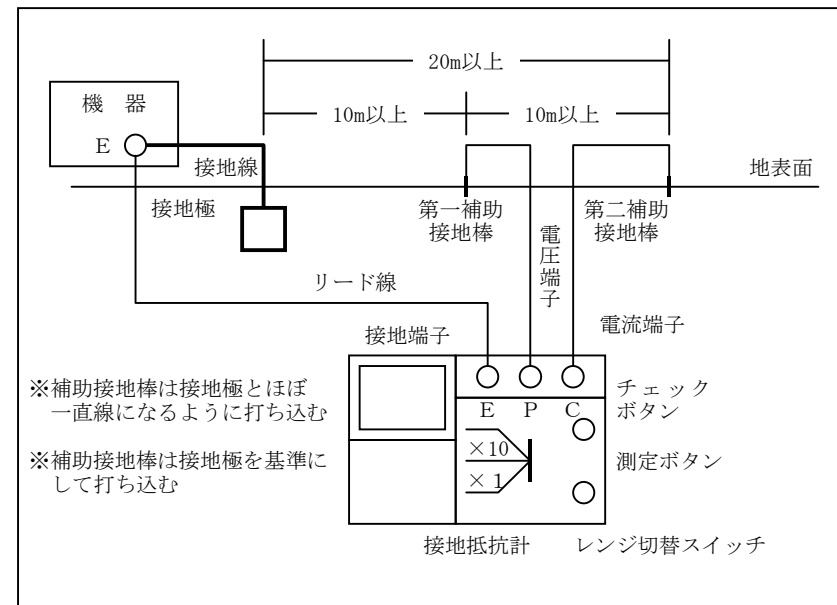 20m以上
機 器
10m以上
10m以上
E
接地線
地表面
接地極
第一補助
接地棒
第二補助
接地棒
電圧端子
リード線
電流端子
接地端子
※補助接地棒は接地極とほぼ
一直線になるように打ち込む
E P C
チェック
ボタン
×10
※補助接地棒は接地極を基準に
して打ち込む
測定ボタン
×1
接地抵抗計
レンジ切替スイッチ